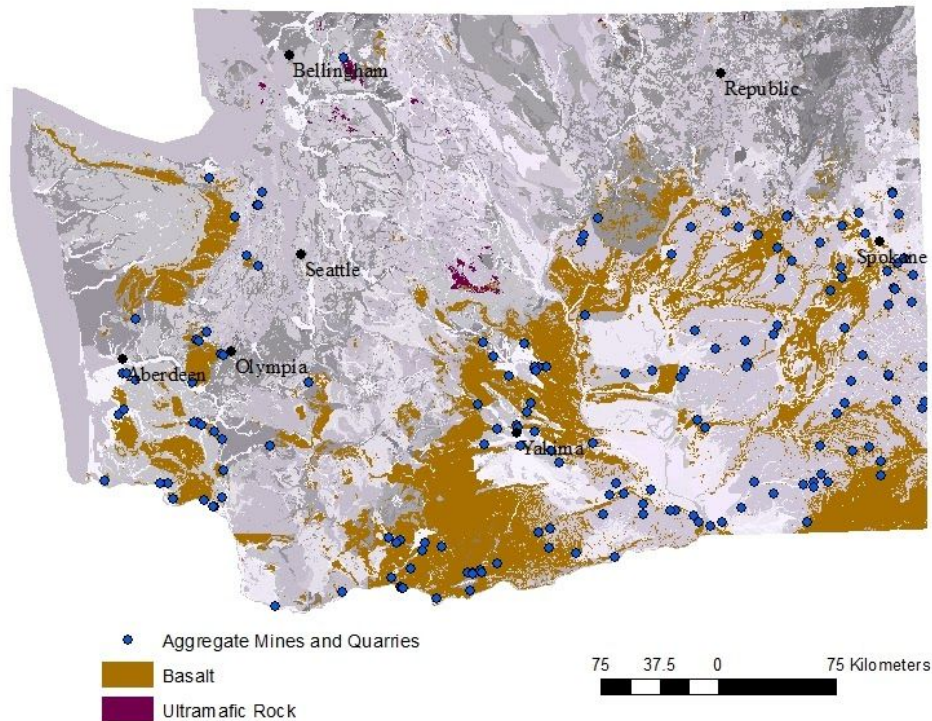 Bellingham
Republic
Seattle
Spokane
Aberdeen
Olympia
Yakima
Aggregate Mines and Quarries
Basalt
Ultramafic Rock
75 37.5 0 75 Kilometers